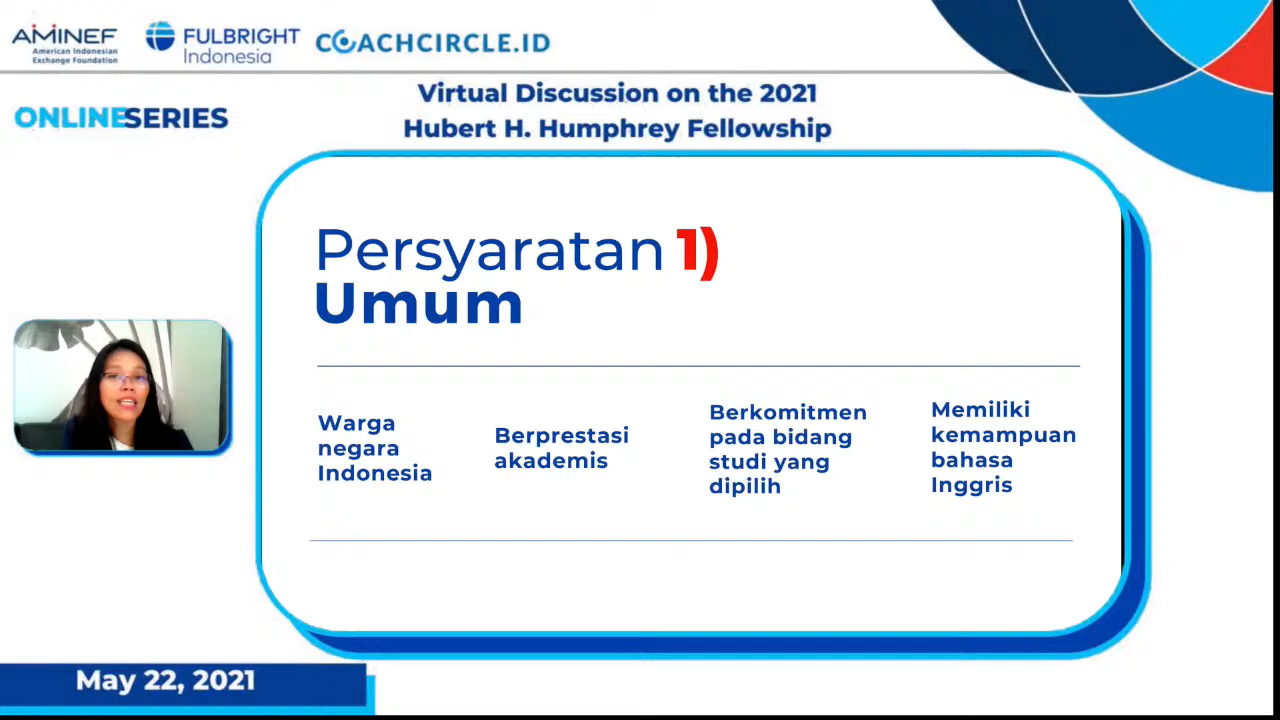 AMINEF
American Indonesian
Exchange Foundation
FULBRIGHT
Indonesia
COACHCIRCLE.ID
ONLINESERIES
Virtual Discussion on the 2021
Hubert H. Humphrey Fellowship
Persyaratan 1)
Umum
Warga
negara
Indonesia
Berprestasi
akademis
Berkomitmen
pada bidang
studi yang
dipilih
Memiliki
kemampuan
bahasa
Inggris
May 22, 2021